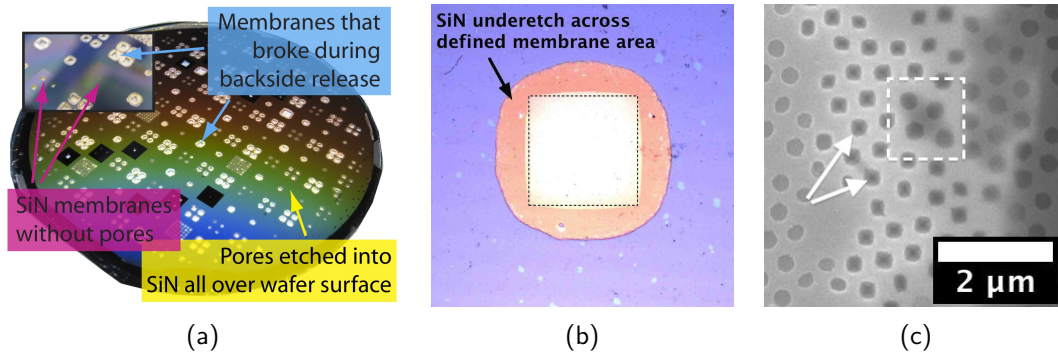 Membranes that
broke during
backside release
SiN membranes
without pores
Pores etched into
SiN all over wafer surface
(a)
SiN underetch across
defined membrane area
(b)
2 µm
(c)